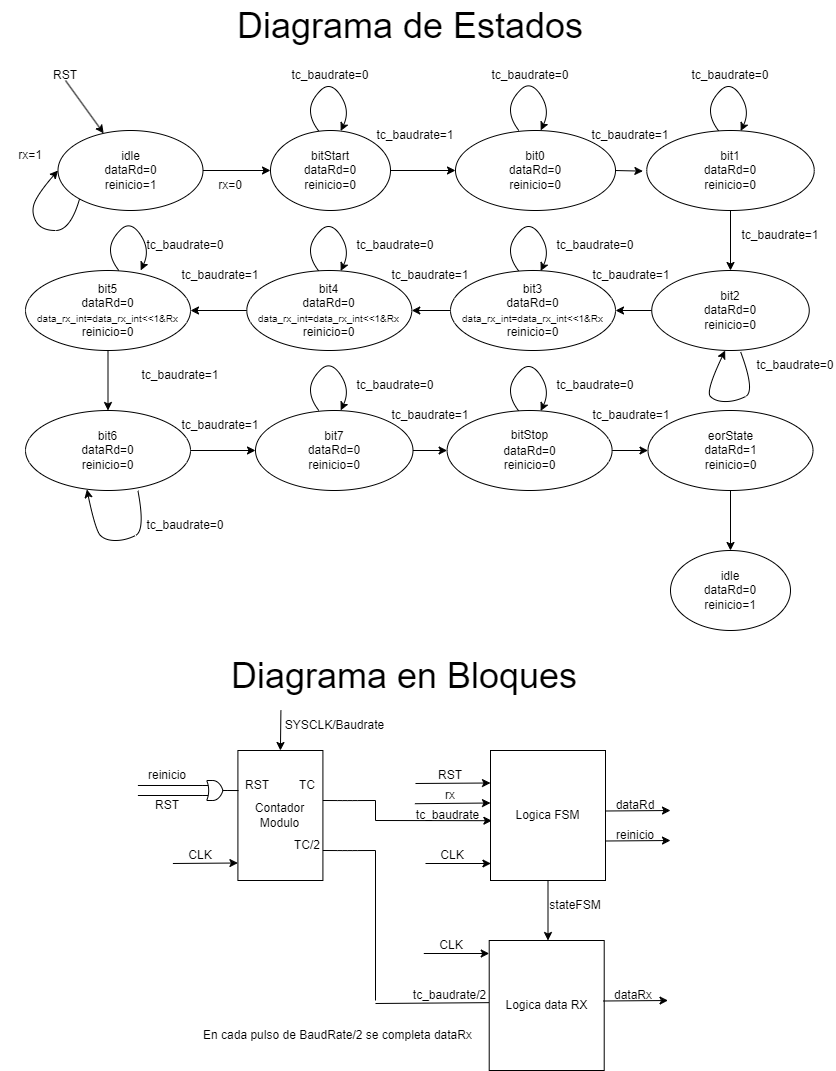 Diagrama de Estados
RST
tc_baudrate=0
tc_baudrate=0
tc_baudrate=0
rx=1
idle
dataRd=0
reinicio=1
rx=0
bitStart
dataRd=0
reinicio=0
tc_baudrate=1
bit0
dataRd=0
reinicio=0
tc_baudrate=1
bit1
dataRd=0
reinicio=0
tc_baudrate=1
bit5
dataRd=0
data_rx_int=data_rx_int<<1&Rx
reinicio=0
tc_baudrate=0
tc_baudrate=1
bit4
dataRd=0
data_rx_int=data_rx_int<<1&Rx
reinicio=0
tc_baudrate=0
tc_baudrate=1
bit3
dataRd=0
data_rx_int=data_rx_int<<1&Rx
reinicio=0
tc_baudrate=0
tc_baudrate=1
bit2
dataRd=0
reinicio=0
tc_baudrate=0
tc_baudrate=1
bit6
dataRd=0
reinicio=0
tc_baudrate=0
tc_baudrate=1
bit7
dataRd=0
reinicio=0
tc_baudrate=0
tc_baudrate=1
bitStop
dataRd=0
reinicio=0
tc_baudrate=0
tc_baudrate=1
eorState
dataRd=1
reinicio=0
idle
dataRd=0
reinicio=1
Diagrama en Bloques
SYSCLK/Baudrate
reinicio
RST
RST
TC
Contador
Modulo
TC/2
CLK
RST
rx
tc_baudrate
CLK
Logica FSM
dataRd
reinicio
stateFSM
CLK
tc_baudrate/2
Logica data RX
dataRx
En cada pulso de BaudRate/2 se completa dataRx